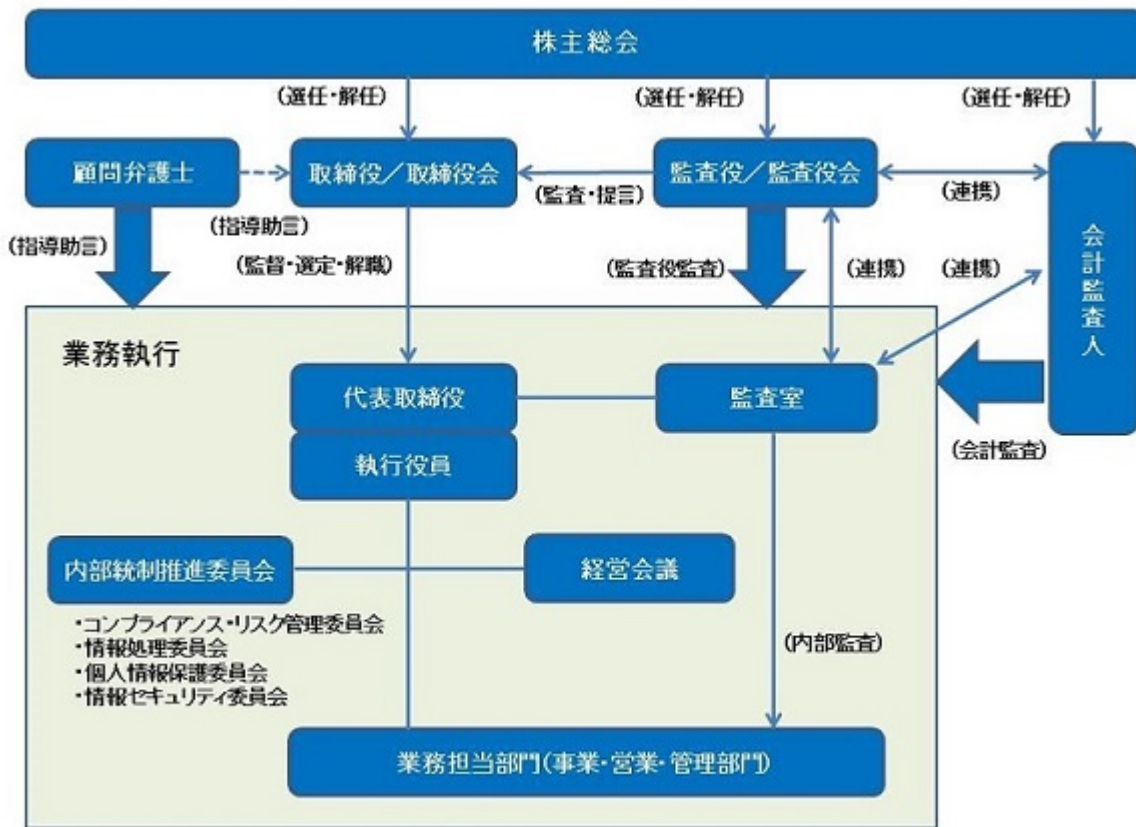 株主総会
(選任・解任)
(選任・解任)
(選任・解任)
顧問弁護士
取締役／取締役会
監査役／監査役会
(監査・提言)
(連携)
会計監査人
(指導助言)
(指導助言)
(監督・選定・解職)
(監査役監査)
(連携)
(連携)
業務執行
代表取締役
監査室
執行役員
(会計監査)
内部統制推進委員会
経営会議
・コンプライアンス・リスク管理委員会
・情報処理委員会
・個人情報保護委員会
・情報セキュリティ委員会
(内部監査)
業務担当部門(事業・営業・管理部門)